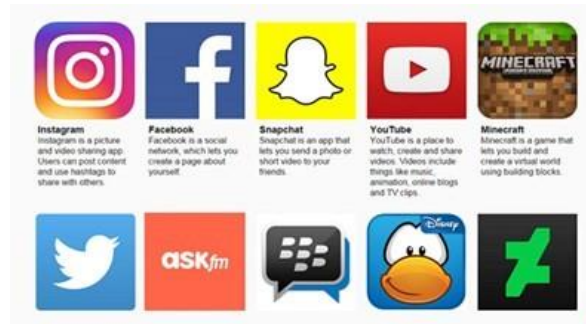 MINECRAFT
Instagram
Instagram is a picture
and video sharing app.
Users can post content
and use hashtags to
share with others.
Facebook
Facebook is a social
network, which lets you
create a page about
yourself.
Snapchat
Snapchat is an app that
lets you send a photo or
short video to your
friends.
YouTube
YouTube is a place to
watch, create and share
videos. Videos include
things like music,
animation, online blogs
and TV clips.
Minecraft
Minecraft is a game that
lets you build and
create a virtual world
using building blocks.
askfm
Disney